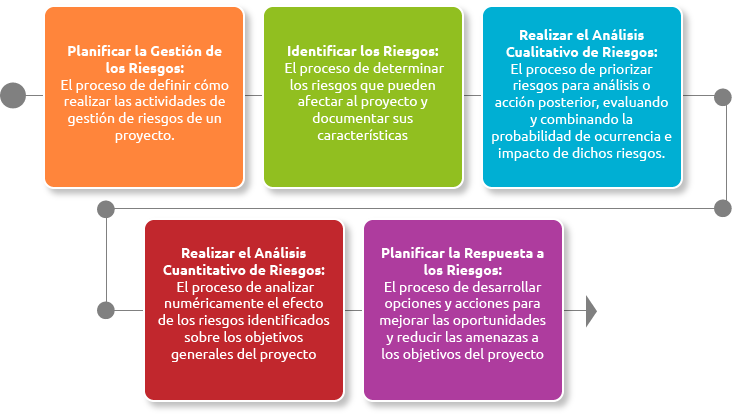 Planificar la Gestión de
los Riesgos:
El proceso de definir cómo
realizar las actividades de
gestión de riesgos de un
proyecto.
Identificar los Riesgos:
El proceso de determinar
los riesgos que pueden
afectar al proyecto y
documentar sus
características
Realizar el Análisis
Cualitativo de Riesgos:
El proceso de priorizar
riesgos para análisis o
acción posterior, evaluando
y combinando la
probabilidad de ocurrencia e
impacto de dichos riesgos.
Realizar el Análisis
Cuantitativo de Riesgos:
El proceso de analizar
numéricamente el efecto
de los riesgos identificados
sobre los objetivos
generales del proyecto
Planificar la Respuesta a
los Riesgos:
El proceso de desarrollar
opciones y acciones para
mejorar las oportunidades
y reducir las amenazas a
los objetivos del proyecto